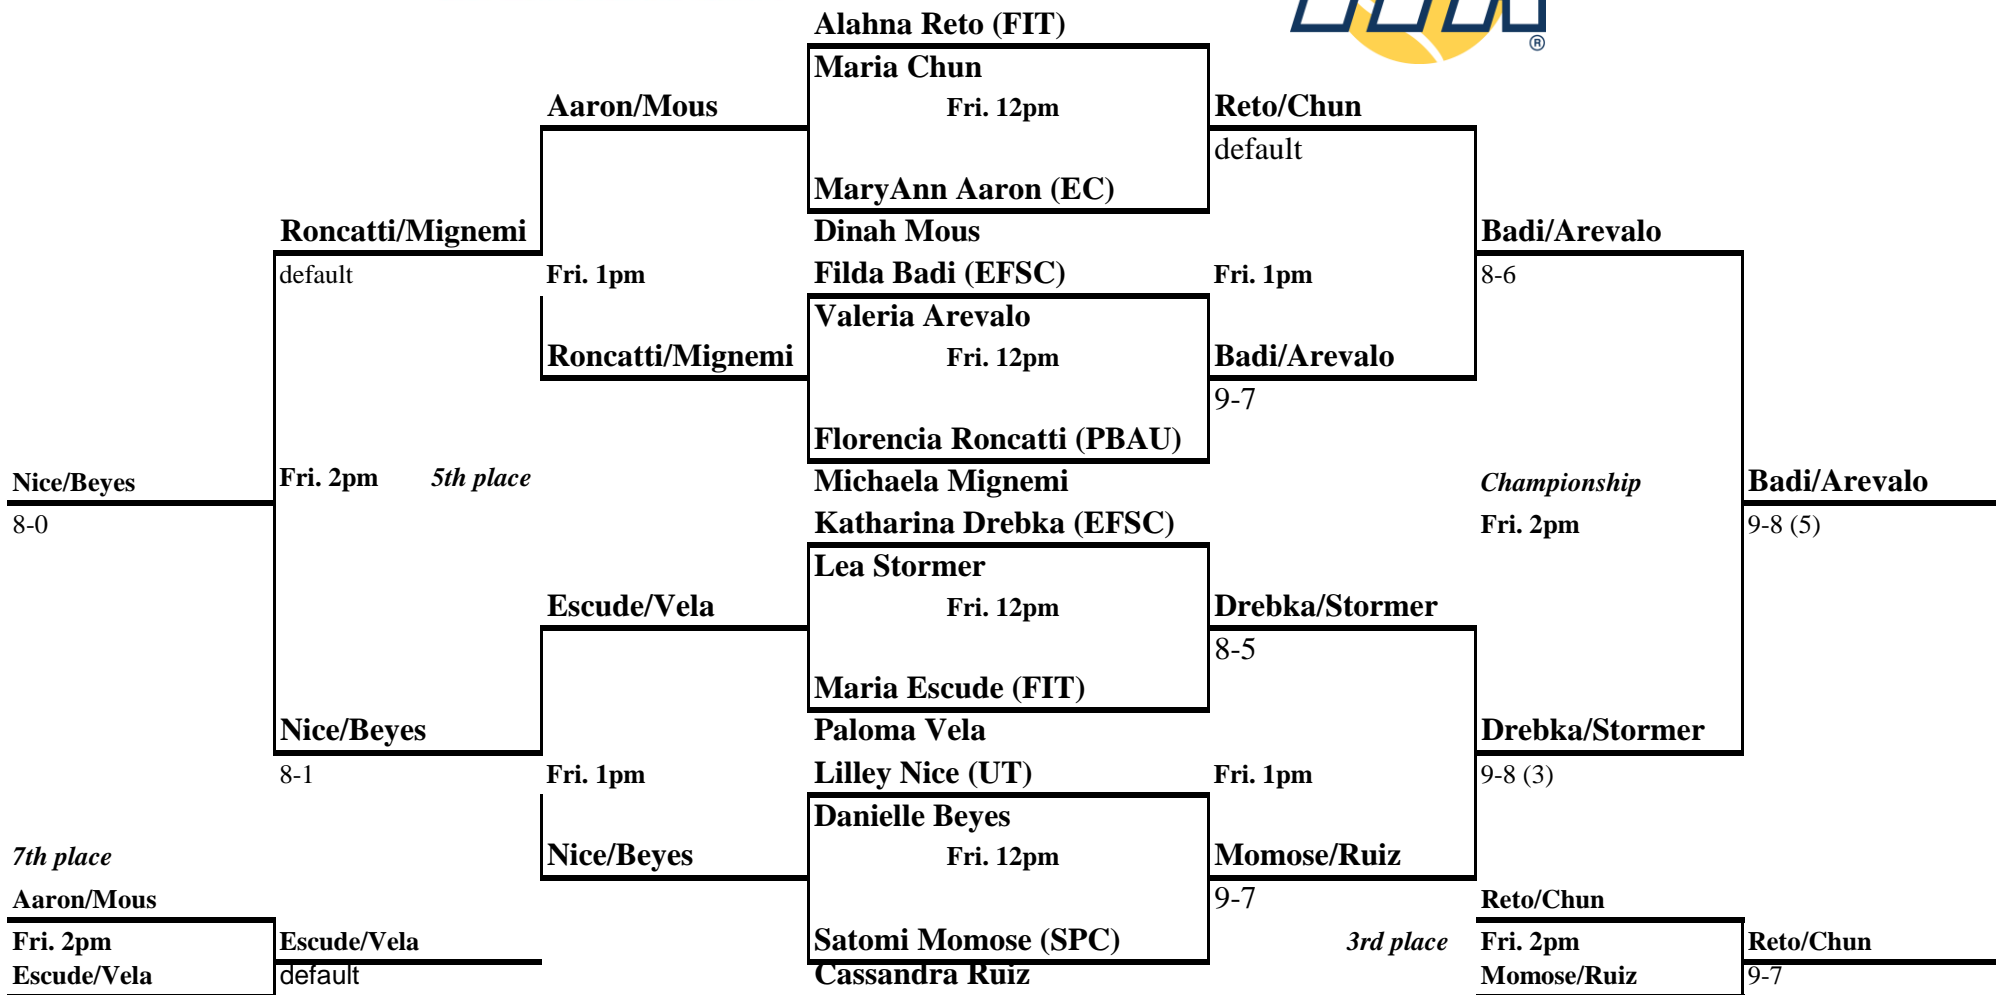 Alahna Reto (FIT)
®
Maria Chun
Aaron/Mous Fri. 12pm Reto/Chun
default
MaryAnn Aaron (EC)
Roncatti/Mignemi Dinah Mous Badi/Arevalo
default Fri. 1pm Filda Badi (EFSC) Fri. 1pm 8-6
Valeria Arevalo
Roncatti/Mignemi Fri. 12pm Badi/Arevalo
9-7
Florencia Roncatti (PBAU)
Nice/Beyes Fri. 2pm 5th place Michaela Mignemi Championship Badi/Arevalo
8-0 Katharina Drebka (EFSC) Fri. 2pm 9-8 (5)
Lea Stormer
Escude/Vela Fri. 12pm Drebka/Stormer
8-5
Maria Escude (FIT)
Nice/Beyes Paloma Vela Drebka/Stormer
8-1 Fri. 1pm Lilley Nice (UT) Fri. 1pm 9-8 (3)
Danielle Beyes
7th place Nice/Beyes Fri. 12pm Momose/Ruiz
Aaron/Mous 9-7 Reto/Chun
Fri. 2pm Escude/Vela Satomi Momose (SPC) 3rd place Fri. 2pm Reto/Chun
Escude/Vela default Cassandra Ruiz Momose/Ruiz 9-7